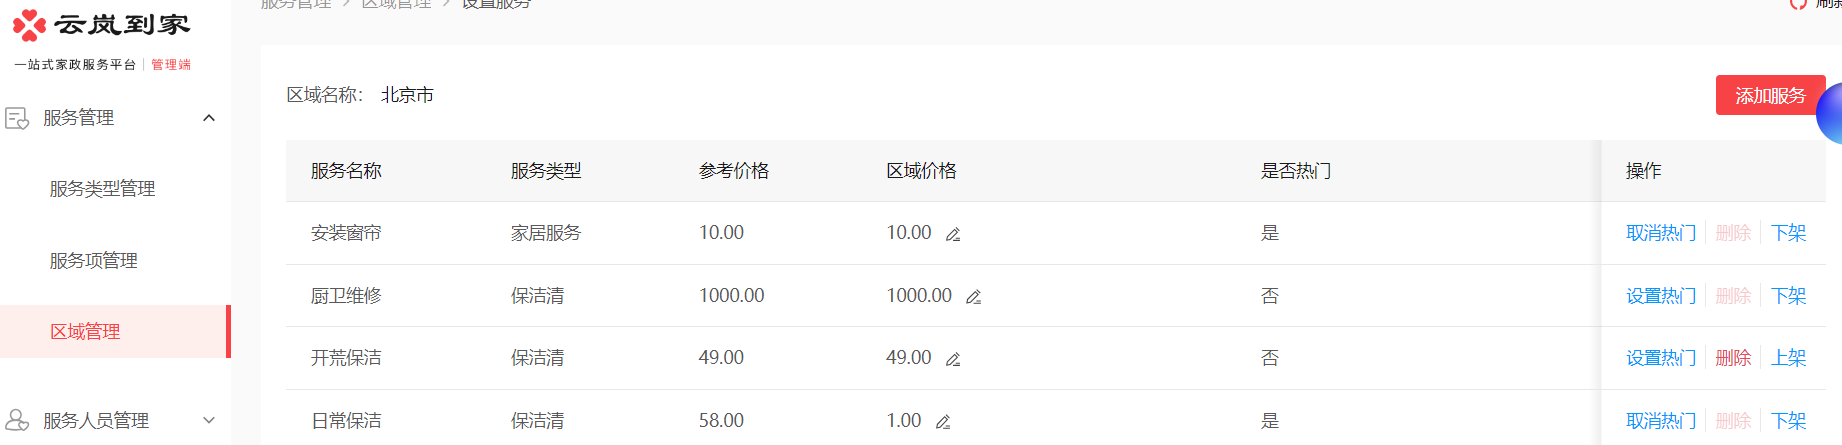 服务管理 > 区域管理 > 设置服务
刷新
云岚到家
一站式家政服务平台 | 管理端
服务管理
服务类型管理
服务项管理
区域管理
服务人员管理
区域名称： 北京市
添加服务
服务名称 服务类型 参考价格 区域价格 是否热门 操作
安装窗帘 家居服务 10.00 10.00 是 取消热门 删除 下架
厨卫维修 保洁清 1000.00 1000.00 否 设置热门 删除 下架
开荒保洁 保洁清 49.00 49.00 否 设置热门 删除 上架
日常保洁 保洁清 58.00 1.00 是 取消热门 删除 下架